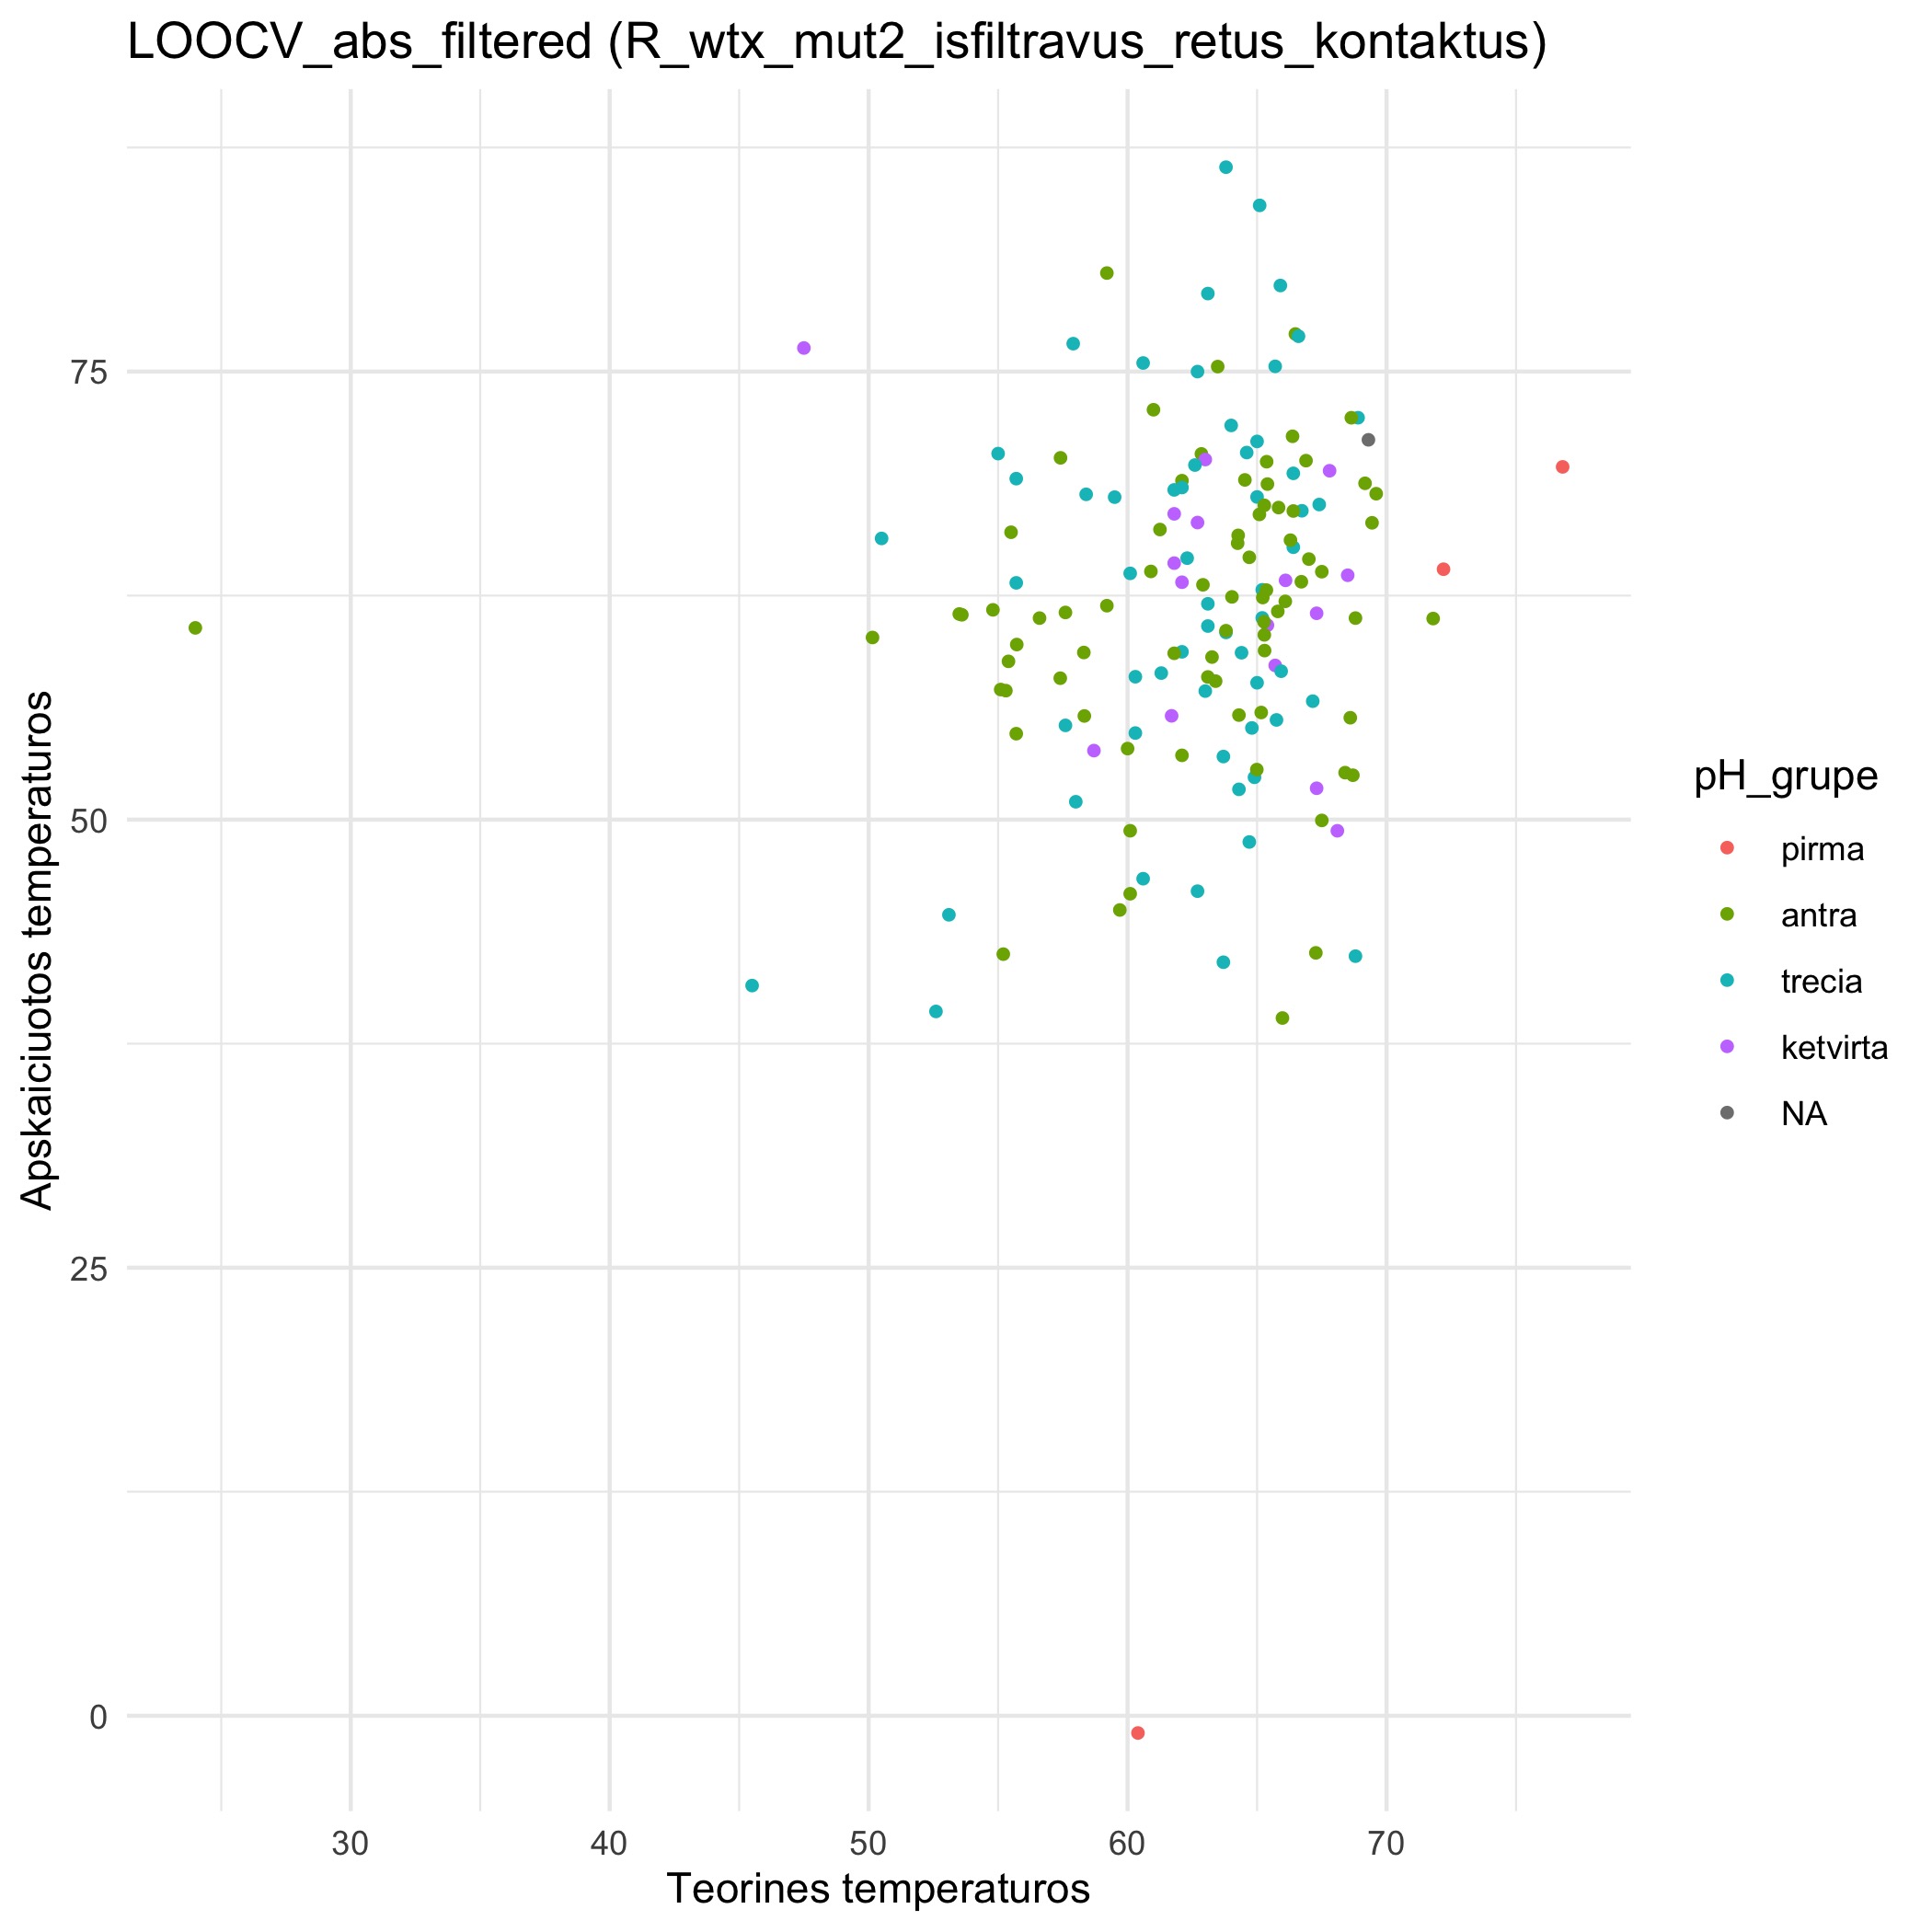 LOOCV_abs_filtered (R_wtx_mut2_isfiltravus_retus_kontaktus)
Apskaiciuotos temperaturos
75
50
25
0
30
40
50
60
70
Teorines temperaturos
pH_grupe
pirma
antra
trecia
ketvirta
NA